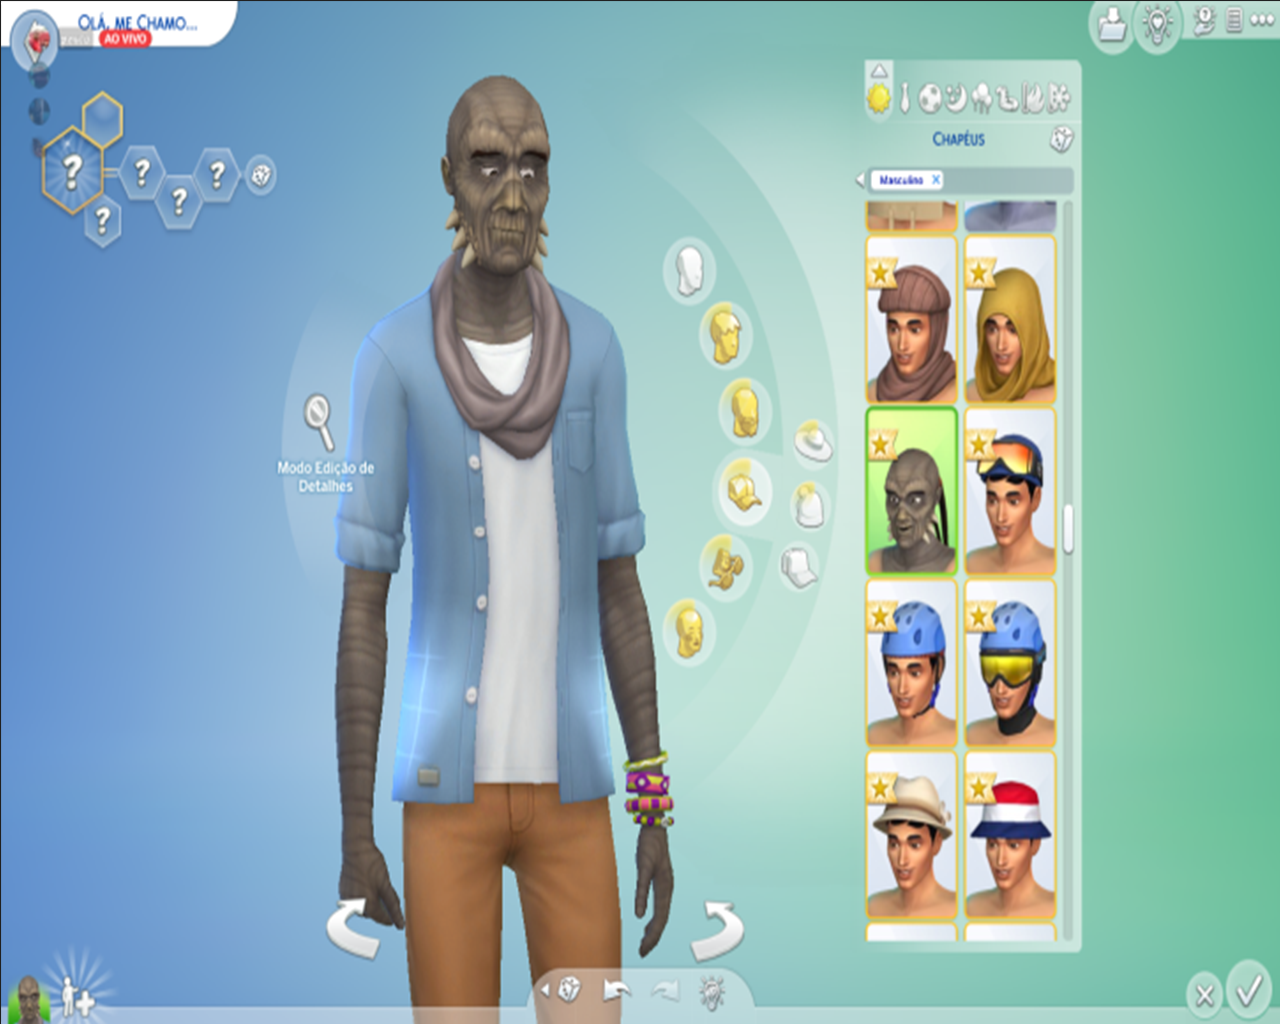 OLÁ, ME CHAMO...
AO VIVO
CHAPÉUS
Masculino
Modo Edição de
Detalhes